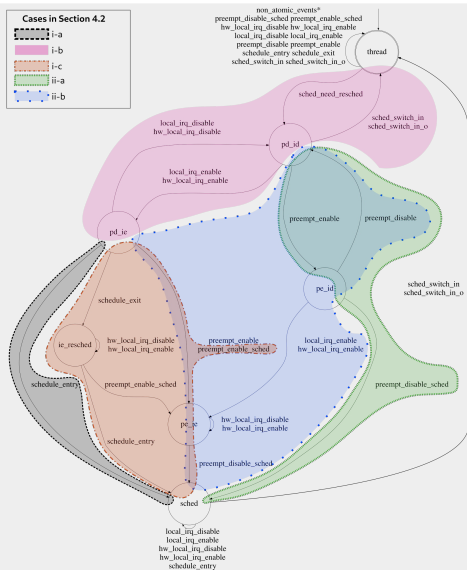 Cases in Section 4.2
i-a
i-b
i-c
ii-a
ii-b
non_atomic_events*
preempt_disable_sched preempt_enable_sched
hw_local_irq_disable hw_local_irq_enable
local_irq_disable local_irq_enable
preempt_disable preempt_enable
schedule_entry schedule_exit
sched_switch_in sched_switch_in_o
thread
sched_need_resched
local_irq_disable
hw_local_irq_disable
sched_switch_in
sched_switch_in_o
pd_id
local_irq_enable
hw_local_irq_enable
preempt_enable
preempt_disable
pd_ie
sched_switch_in
sched_switch_in_o
pe_id
schedule_exit
ie_resched
hw_local_irq_disable
hw_local_irq_enable
preempt_enable
preempt_enable_sched
local_irq_enable
hw_local_irq_enable
schedule_entry
preempt_enable_sched
preempt_disable_sched
pe_ie
hw_local_irq_disable
hw_local_irq_enable
schedule_entry
preempt_disable_sched
sched
local_irq_disable
local_irq_enable
hw_local_irq_disable
hw_local_irq_enable
schedule_entry